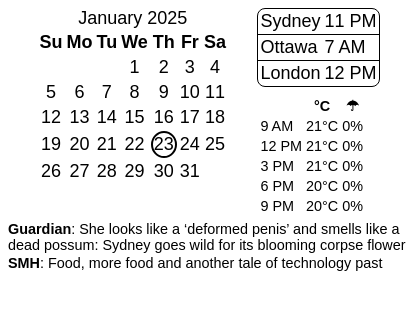 January 2025
Su Mo Tu We Th Fr Sa
1 2 3 4
5 6 7 8 9 10 11
12 13 14 15 16 17 18
19 20 21 22 23 24 25
26 27 28 29 30 31
Sydney 11 PM
Ottawa 7 AM
London 12 PM
°C ☂
9 AM 21°C 0%
12 PM 21°C 0%
3 PM 21°C 0%
6 PM 20°C 0%
9 PM 20°C 0%
Guardian: She looks like a ‘deformed penis’ and smells like a
dead possum: Sydney goes wild for its blooming corpse flower
SMH: Food, more food and another tale of technology past